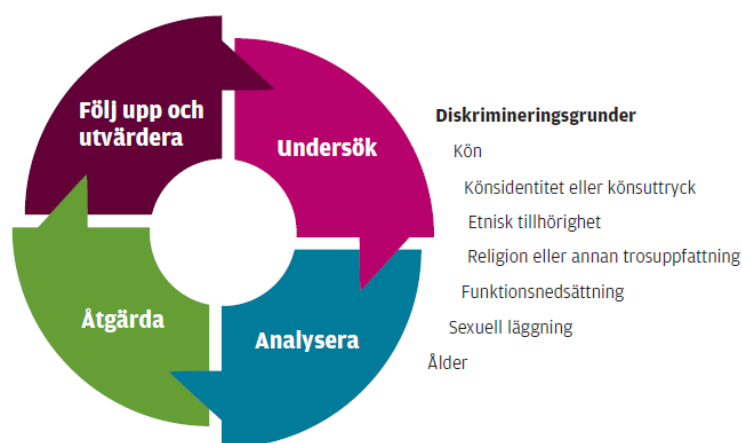 Följ upp och
utvärdera
Undersök
Analysera
Åtgärda
Diskrimineringsgrunder
Kön
Könsidentitet eller könsuttryck
Etnisk tillhörighet
Religion eller annan trosuppfattning
Funktionsnedsättning
Sexuell läggning
Ålder